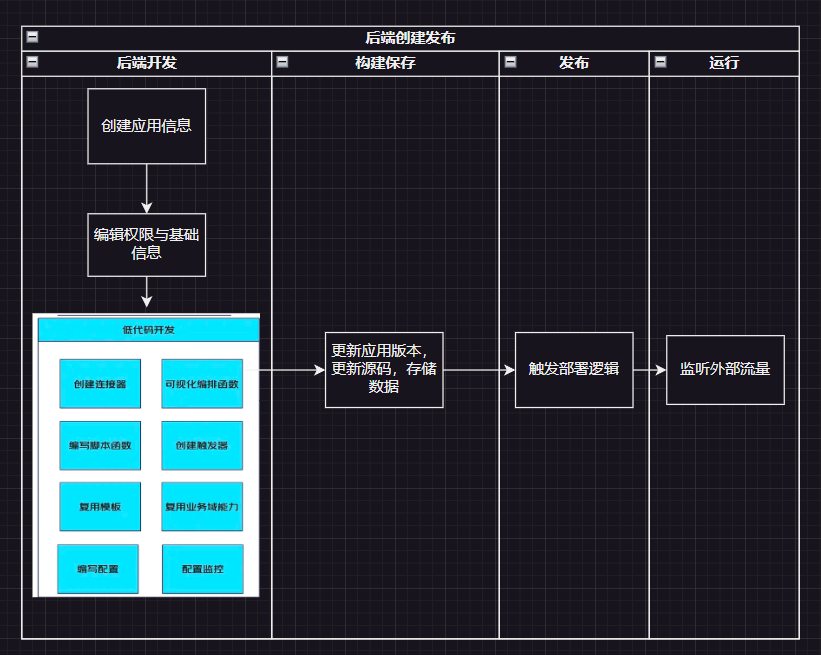 后端创建发布
后端开发
构建保存
发布
运行
创建应用信息
编辑权限与基础
信息
低代码开发
创建连接器
可视化编排函数
编写脚本函数
创建触发器
复用模板
复用业务域能力
编写配置
配置监控
更新应用版本，
更新源码，存储
数据
触发部署逻辑
监听外部流量